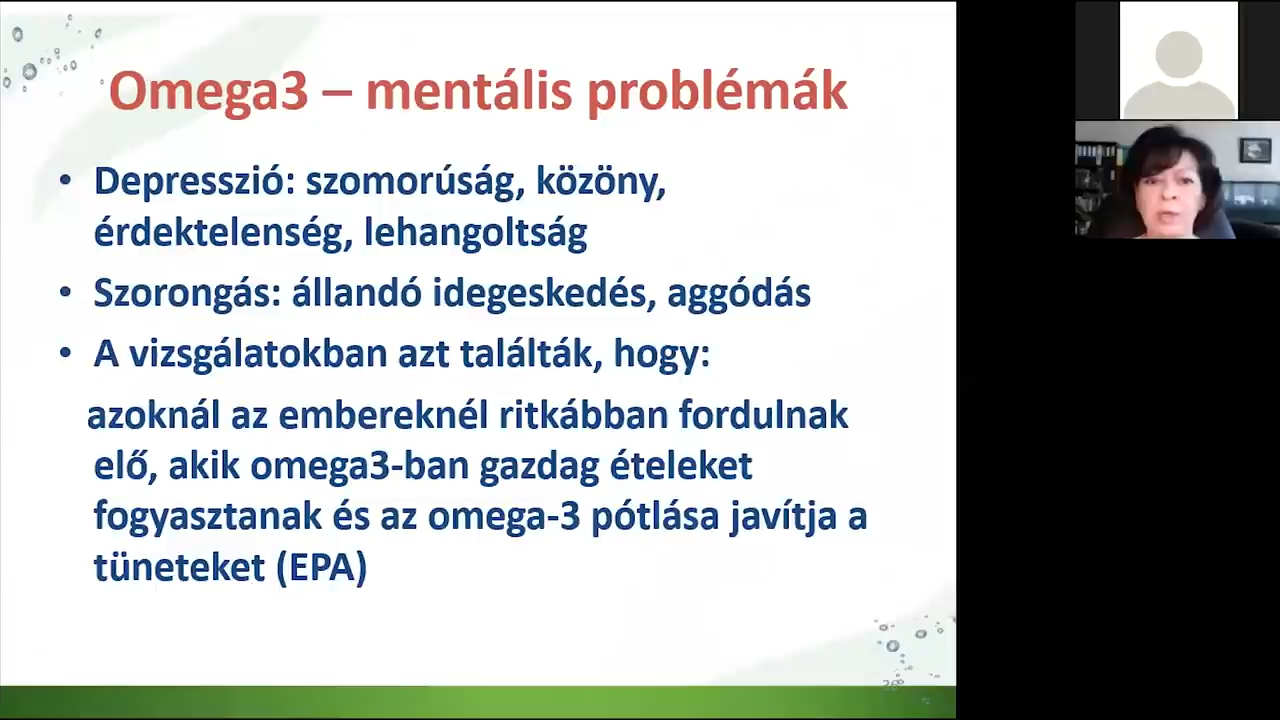 Omega3 – mentális problémák
• Depresszió: szomorúság, közöny,
érdektelenség, lehangoltság
• Szorongás: állandó idegeskedés, aggódás
• A vizsgálatokban azt találták, hogy:
azoknál az embereknél ritkábban fordulnak
elő, akik omega3-ban gazdag ételeket
fogyasztanak és az omega-3 pótlása javítja a
tüneteket (EPA)